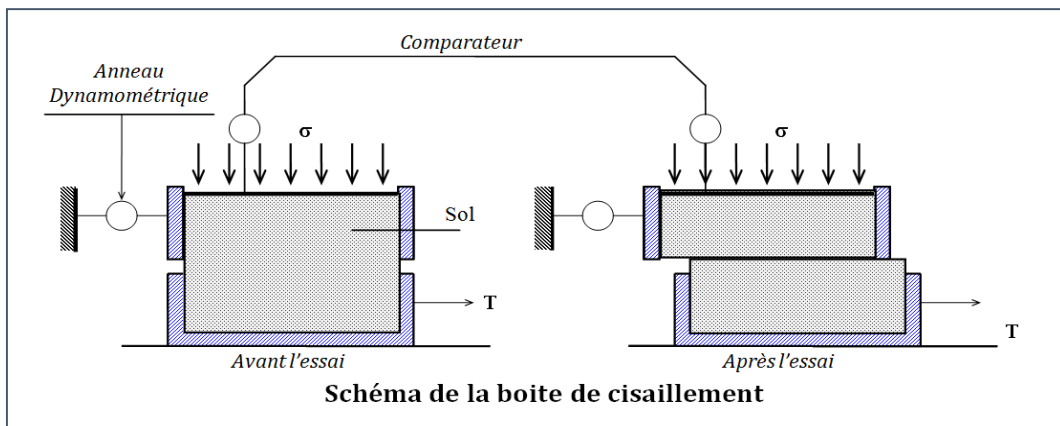 Comparateur
Anneau
Dynamométrique
σ
σ
Sol
T
T
Avant l'essai
Après l'essai
Schéma de la boite de cisaillement